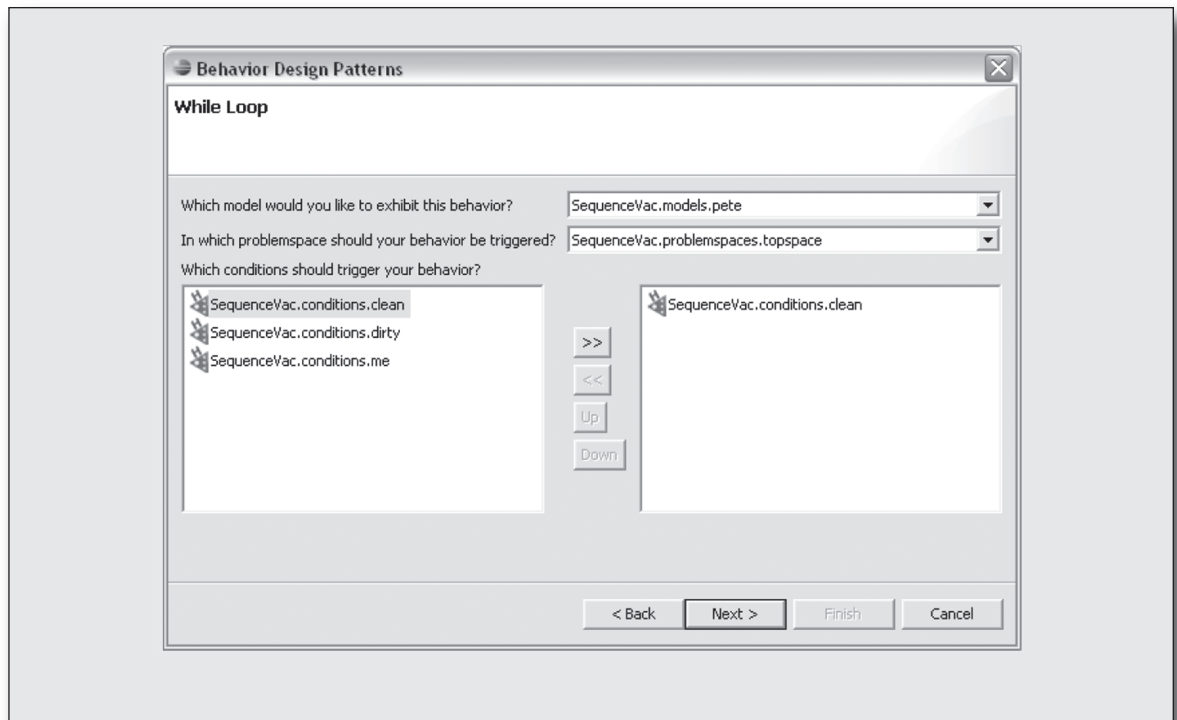 Behavior Design Patterns
While Loop
Which model would you like to exhibit this behavior?
SequenceVac.models.pete
In which problemspace should your behavior be triggered?
SequenceVac.problemspaces.topspace
Which conditions should trigger your behavior?
SequenceVac.conditions.clean
SequenceVac.conditions.dirty
SequenceVac.conditions.me
>>
<<
Up
Down
SequenceVac.conditions.clean
< Back
Next >
Finish
Cancel